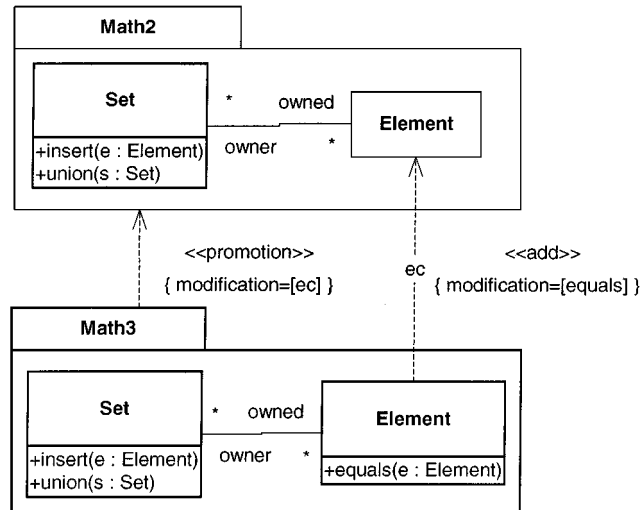 Math2
Set
* owned
Element
+insert(e : Element)
owner *
+union(s : Set)
<<promotion>>
<<add>>
ec
{ modification=[ec] }
{ modification=[equals] }
Math3
Set
* owned
Element
+insert(e : Element)
owner *
+equals(e : Element)
+union(s : Set)